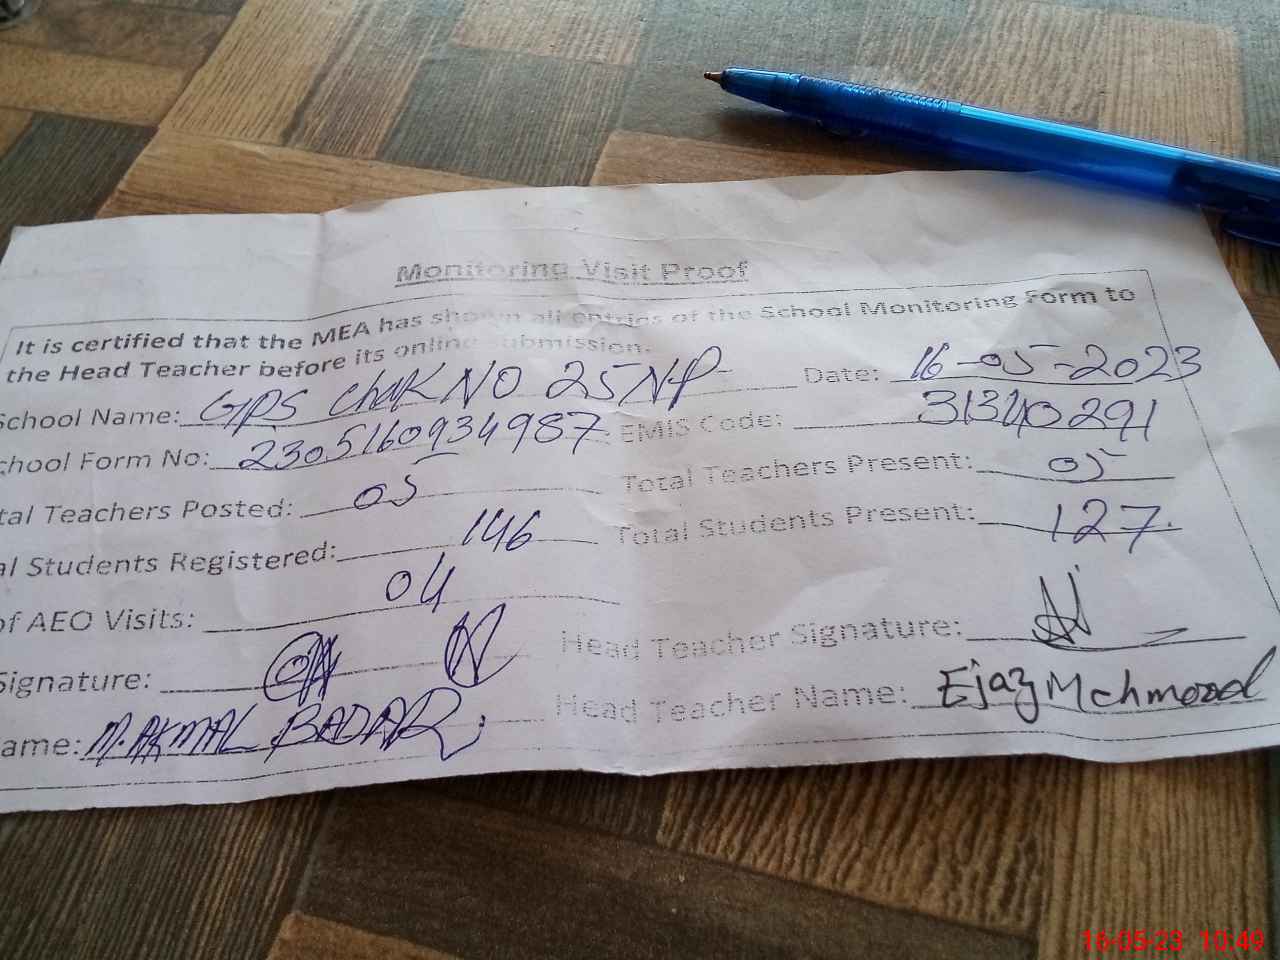 Monitoring Visit Proof
It is certified that the MEA has shown all entries of the School Monitoring Form to
the Head Teacher before its online submission.
School Name: GPS Chak NO 25NP Date: 16-05-2023
chool Form No: 2305160934987. EMIS Code: 31340291
tal Teachers Posted: 05 Total Teachers Present: 05
al Students Registered: 146 Total Students Present: 127.
of AEO Visits: 04
Signature: Head Teacher Signature:
ame: M.AKMAL BADAR Head Teacher Name: Ejaz Mehmood
16-05-23 10:49